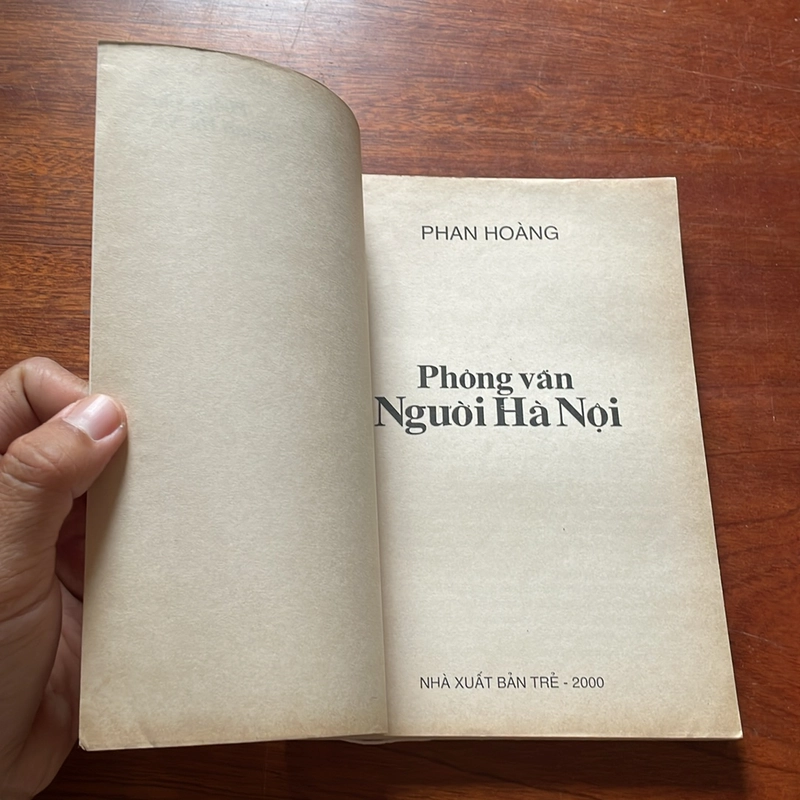 PHAN HOÀNG
Phỏng vấn
Người Hà Nội
NHÀ XUẤT BẢN TRẺ - 2000